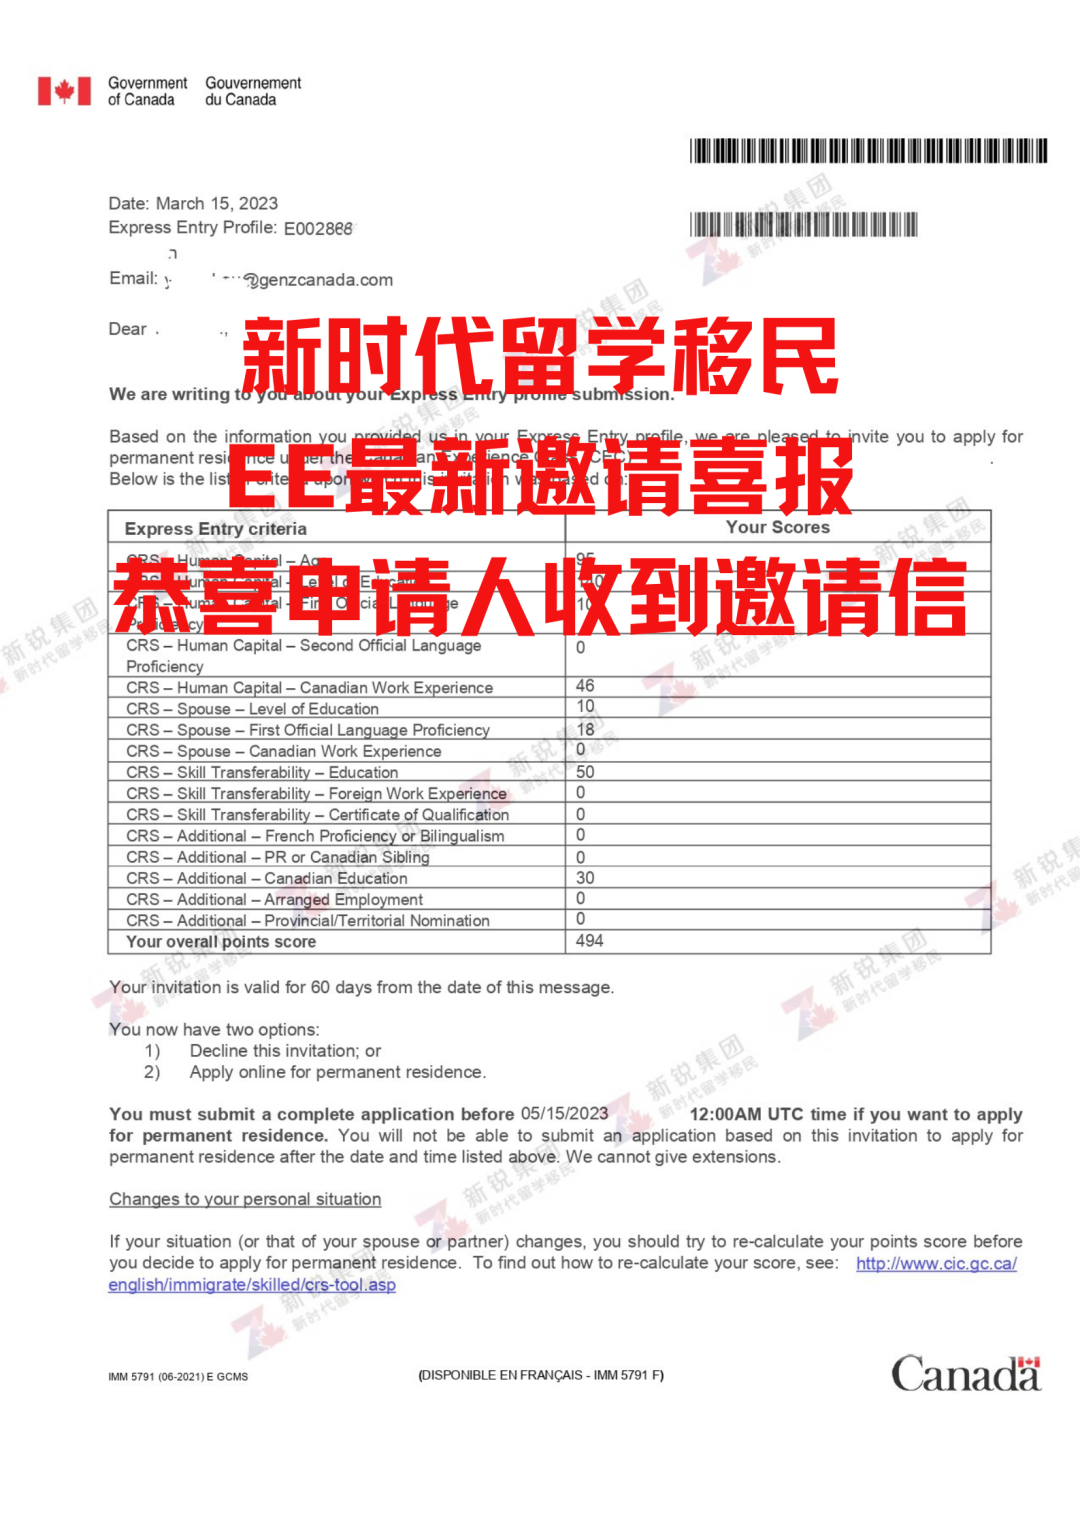 Government of Canada
Gouvernement du Canada
Date: March 15, 2023
Express Entry Profile: E002866
Email: @genzcanada.com
Dear
新时代留学移民
We are writing to you about your Express Entry profile submission.
Based on the information you provided us in your Express Entry profile, we are pleased to invite you to apply for
permanent residence under the Canadian Experience Class (CEC)
EE最新邀请喜报
Below is the list of criteria upon which this invitation was based on:
Express Entry criteria Your Scores
CRS – Human Capital – Age 95
恭喜申请人收到邀请信
CRS – Human Capital – Level of Education
CRS – Human Capital – First Official Language
Proficiency
CRS – Human Capital – Second Official Language
Proficiency 0
CRS – Human Capital – Canadian Work Experience 46
CRS – Spouse – Level of Education 10
CRS – Spouse – First Official Language Proficiency 18
CRS – Spouse – Canadian Work Experience 0
CRS – Skill Transferability – Education 50
CRS – Skill Transferability – Foreign Work Experience 0
CRS – Skill Transferability – Certificate of Qualification 0
CRS – Additional – French Proficiency or Bilingualism 0
CRS – Additional – PR or Canadian Sibling 0
CRS – Additional – Canadian Education 30
CRS – Additional – Arranged Employment 0
CRS – Additional – Provincial/Territorial Nomination 0
Your overall points score 494
Your invitation is valid for 60 days from the date of this message.
You now have two options:
1) Decline this invitation; or
2) Apply online for permanent residence.
You must submit a complete application before 05/15/2023 12:00AM UTC time if you want to apply
for permanent residence. You will not be able to submit an application based on this invitation to apply for
permanent residence after the date and time listed above. We cannot give extensions.
Changes to your personal situation
If your situation (or that of your spouse or partner) changes, you should try to re-calculate your points score before
you decide to apply for permanent residence. To find out how to re-calculate your score, see: http://www.cic.gc.ca/
english/immigrate/skilled/crs-tool.asp
IMM 5791 (06-2021) E GCMS
(DISPONIBLE EN FRANÇAIS - IMM 5791 F)
Canada
新锐集团
新时代留学移民